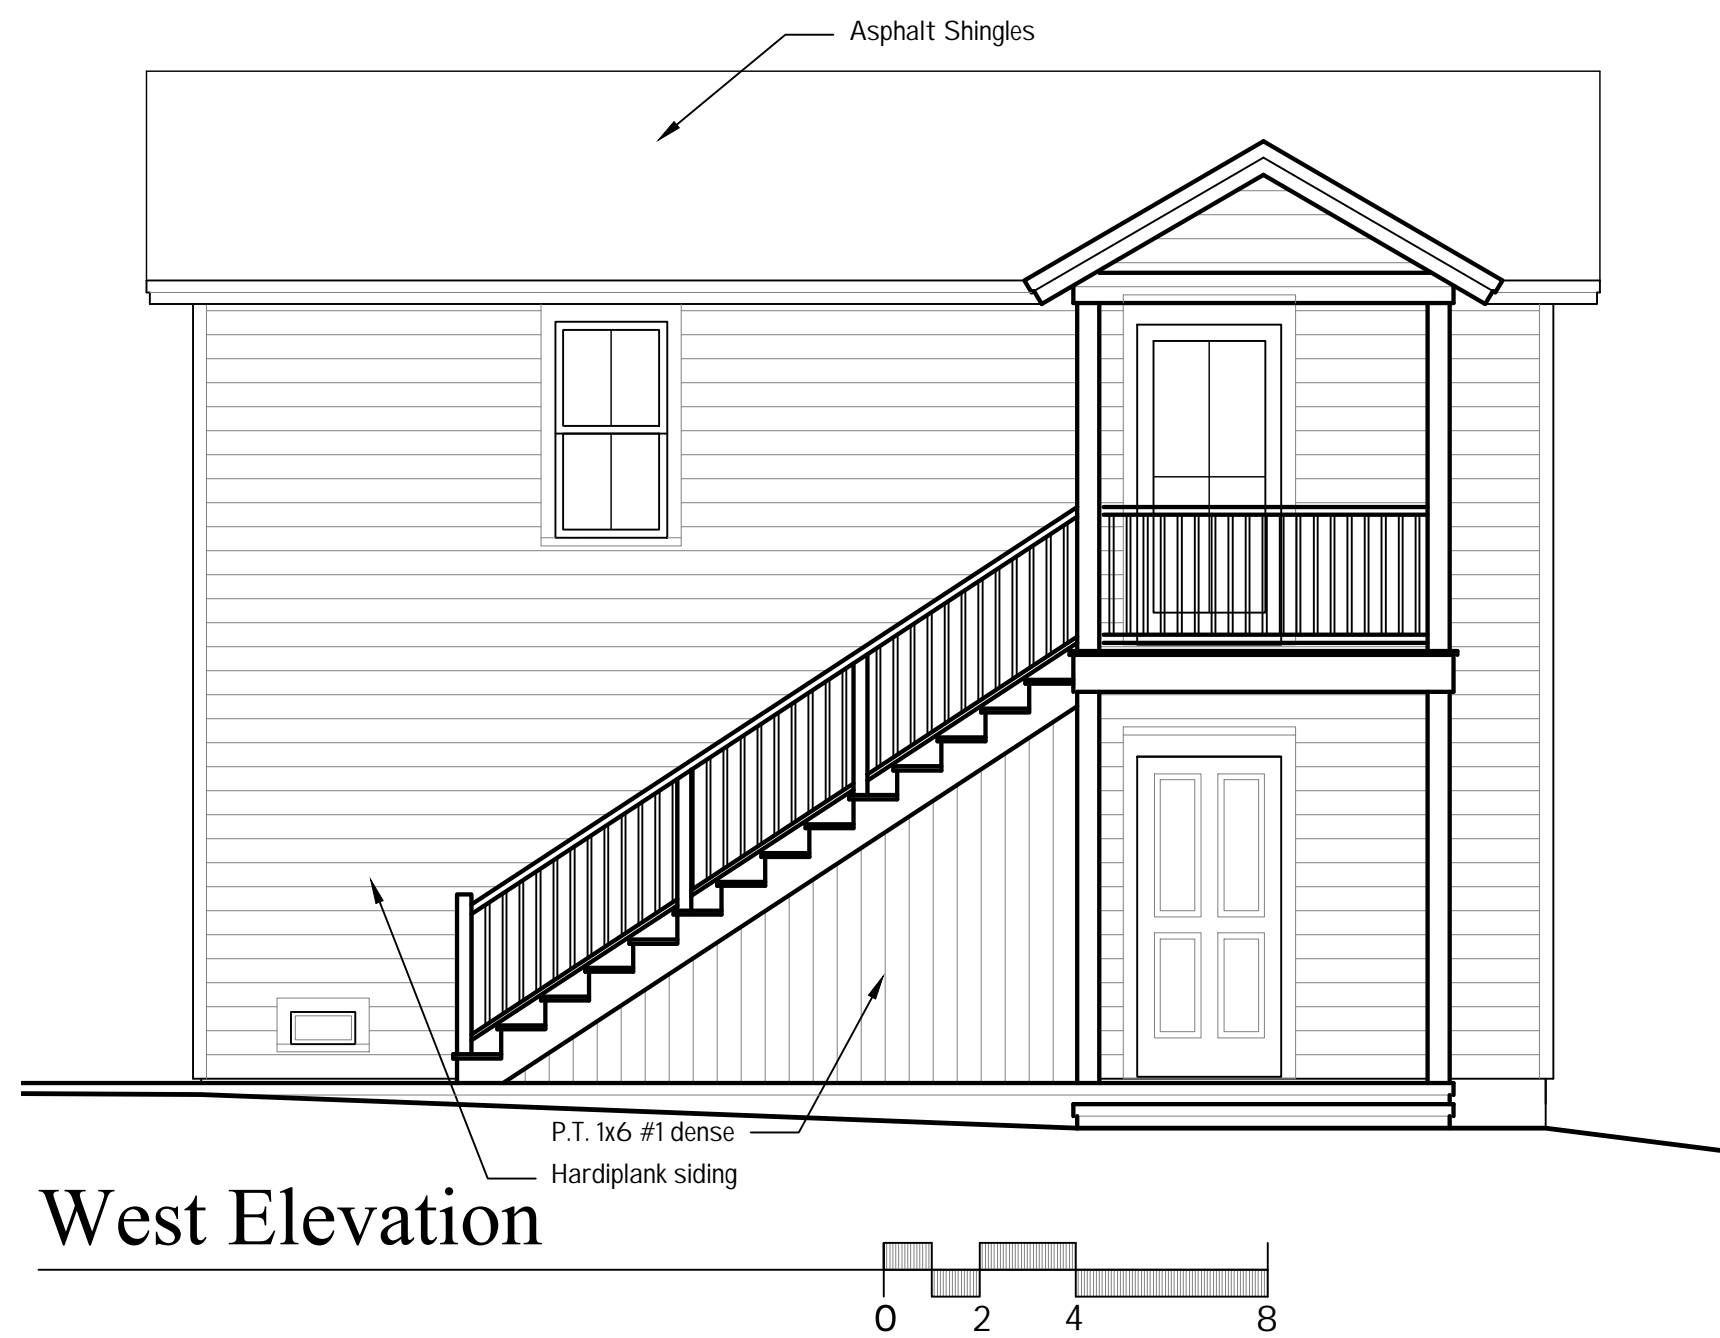 Asphalt Shingles
P.T. 1x6 #1 dense
Hardiplank siding
West Elevation
0 2 4 8